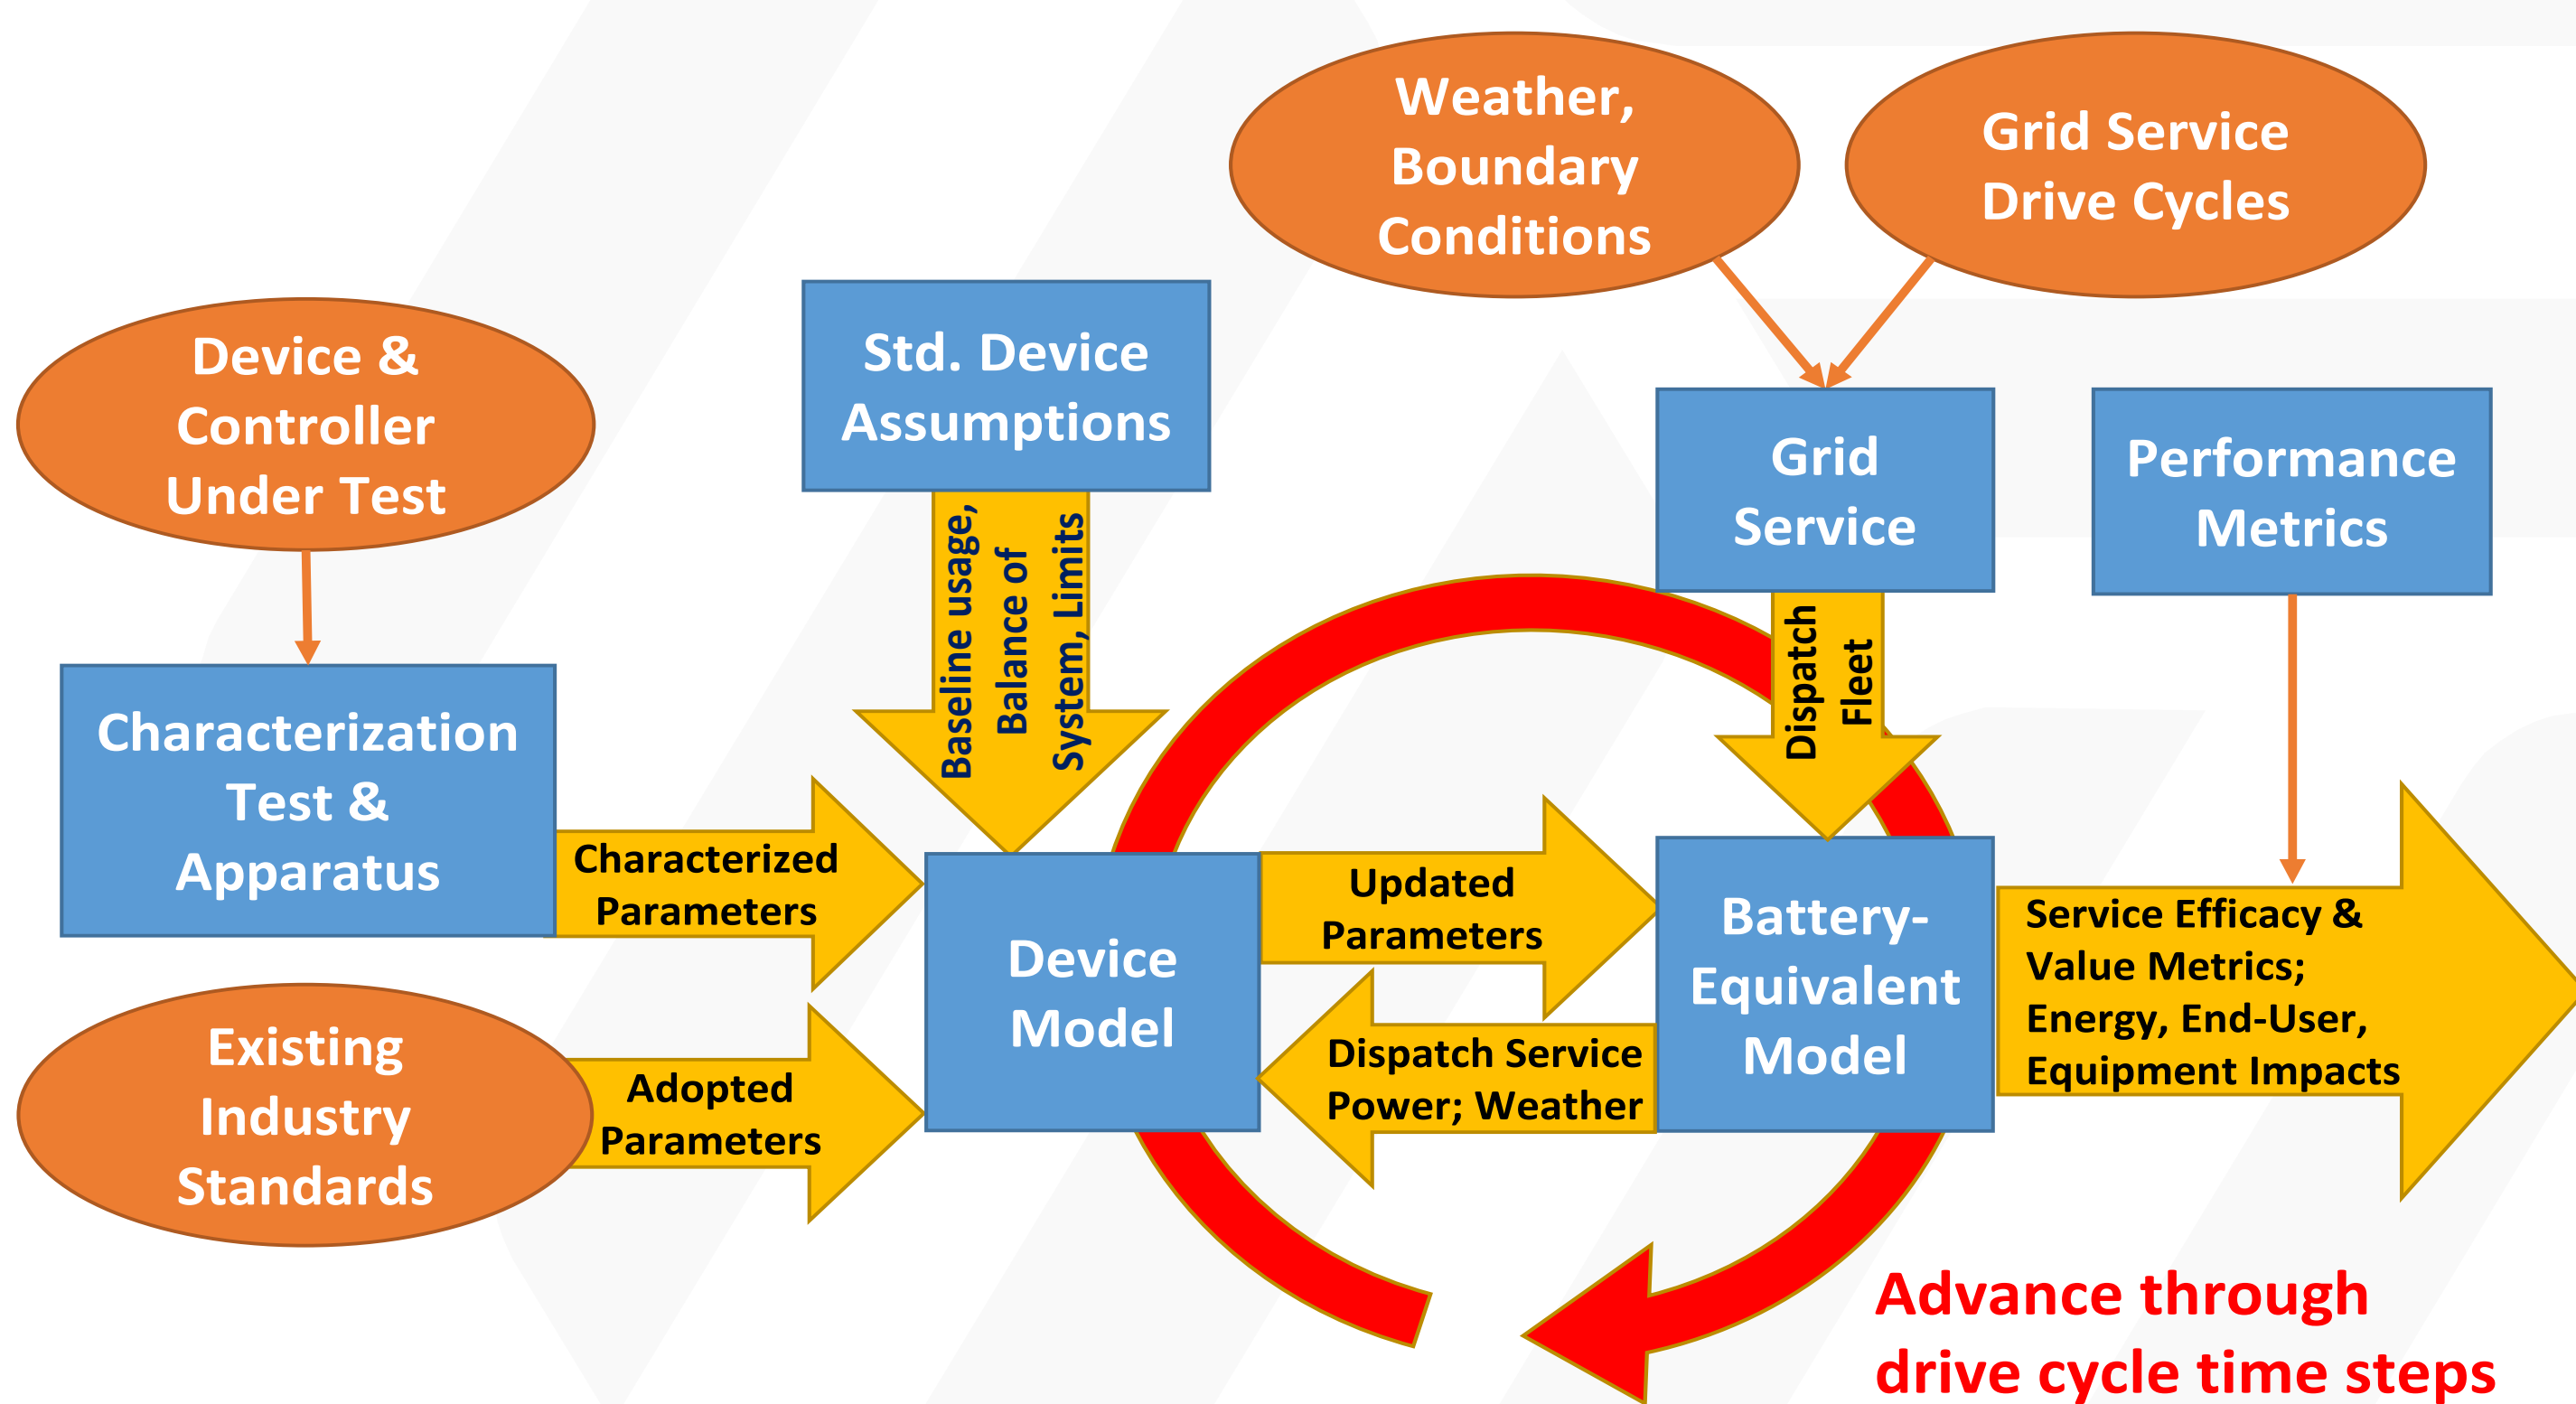 Weather,
Boundary
Conditions
Grid Service
Drive Cycles
Device &
Controller
Under Test
Std. Device
Assumptions
Grid
Service
Performance
Metrics
Baseline usage,
Balance of
System, Limits
Dispatch
Fleet
Characterization
Test &
Apparatus
Characterized
Parameters
Updated
Parameters
Device
Model
Battery-
Equivalent
Model
Service Efficacy &
Value Metrics;
Energy, End-User,
Equipment Impacts
Dispatch Service
Power; Weather
Existing
Industry
Standards
Adopted
Parameters
Advance through
drive cycle time steps